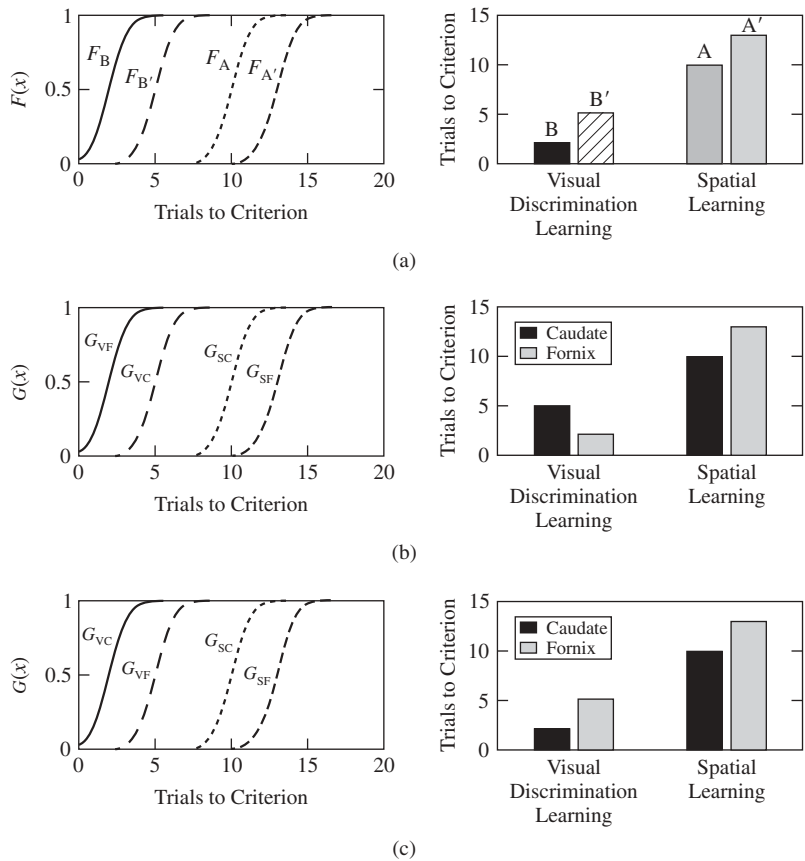 1
0.5
0
F(x)
F_B
F_B′
F_A
F_A′
0 5 10 15 20
Trials to Criterion
15
10
5
0
Trials to Criterion
B
B′
A
A′
Visual
Discrimination
Learning
Spatial
Learning
(a)
1
0.5
0
G(x)
G_VF
G_VC
G_SC
G_SF
0 5 10 15 20
Trials to Criterion
15
10
5
0
Trials to Criterion
Caudate
Fornix
Visual
Discrimination
Learning
Spatial
Learning
(b)
1
0.5
0
G(x)
G_VC
G_VF
G_SC
G_SF
0 5 10 15 20
Trials to Criterion
15
10
5
0
Trials to Criterion
Caudate
Fornix
Visual
Discrimination
Learning
Spatial
Learning
(c)